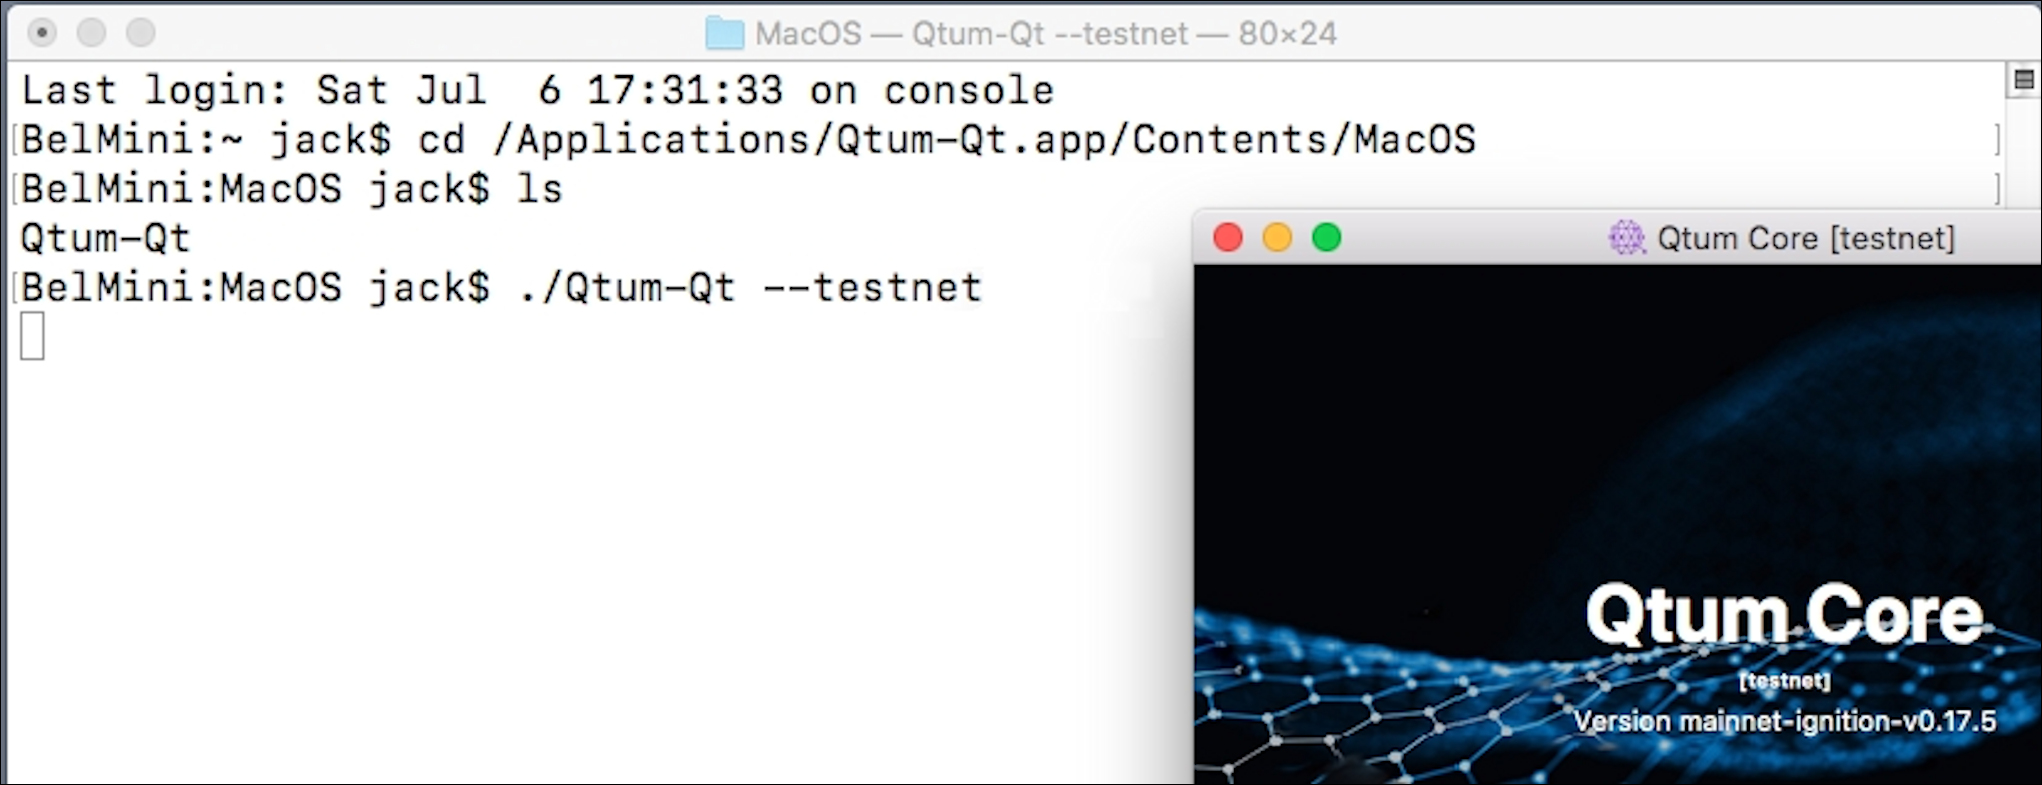 MacOS — Qtum-Qt --testnet — 80×24
Last login: Sat Jul  6 17:31:33 on console
[BelMini:~ jack$ cd /Applications/Qtum-Qt.app/Contents/MacOS ]
[BelMini:MacOS jack$ ls ]
Qtum-Qt
[BelMini:MacOS jack$ ./Qtum-Qt --testnet
Qtum Core [testnet]
Qtum Core
[testnet]
Version mainnet-ignition-v0.17.5